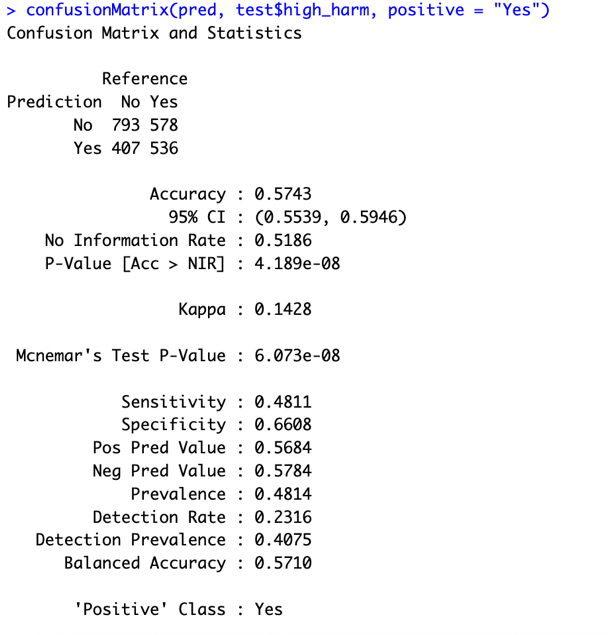 > confusionMatrix(pred, test$high_harm, positive = "Yes")
Confusion Matrix and Statistics
Reference
Prediction No Yes
No 793 578
Yes 407 536
Accuracy : 0.5743
95% CI : (0.5539, 0.5946)
No Information Rate : 0.5186
P-Value [Acc > NIR] : 4.189e-08
Kappa : 0.1428
Mcnemar's Test P-Value : 6.073e-08
Sensitivity : 0.4811
Specificity : 0.6608
Pos Pred Value : 0.5684
Neg Pred Value : 0.5784
Prevalence : 0.4814
Detection Rate : 0.2316
Detection Prevalence : 0.4075
Balanced Accuracy : 0.5710
'Positive' Class : Yes